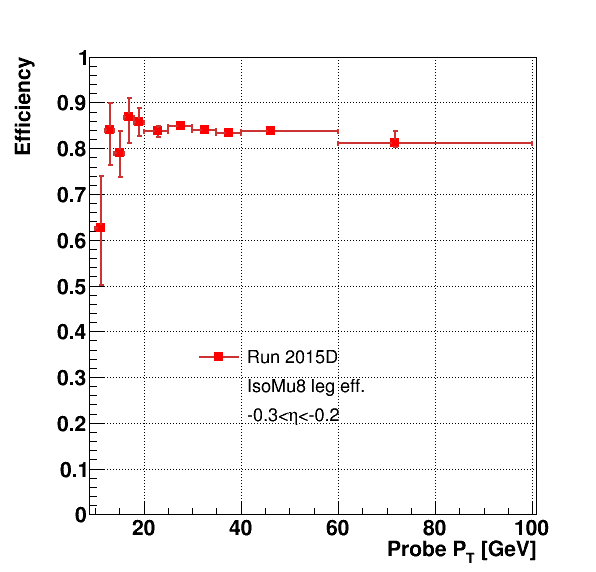 Efficiency
1
0.9
0.8
0.7
0.6
0.5
0.4
0.3
0.2
0.1
0
Run 2015D
IsoMu8 leg eff.
-0.3<η<-0.2
20 40 60 80 100
Probe P_T [GeV]